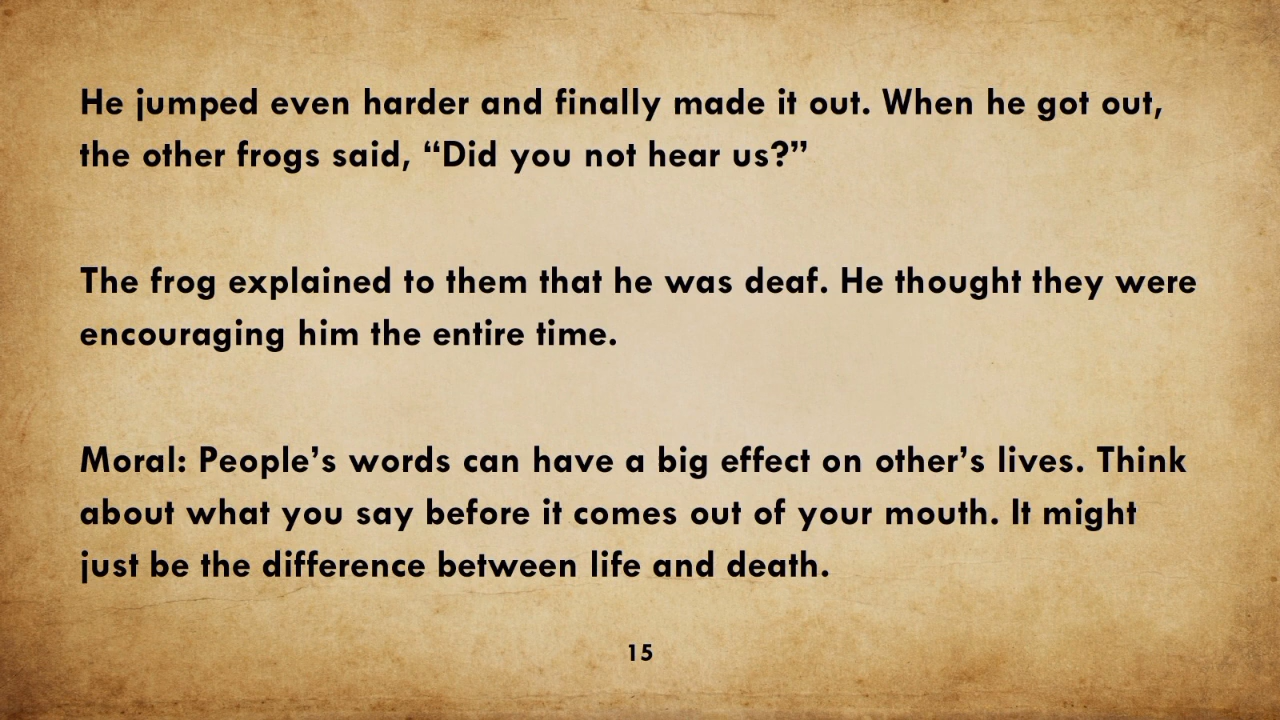 He jumped even harder and finally made it out. When he got out,
the other frogs said, “Did you not hear us?”
The frog explained to them that he was deaf. He thought they were
encouraging him the entire time.
Moral: People’s words can have a big effect on other’s lives. Think
about what you say before it comes out of your mouth. It might
just be the difference between life and death.
15